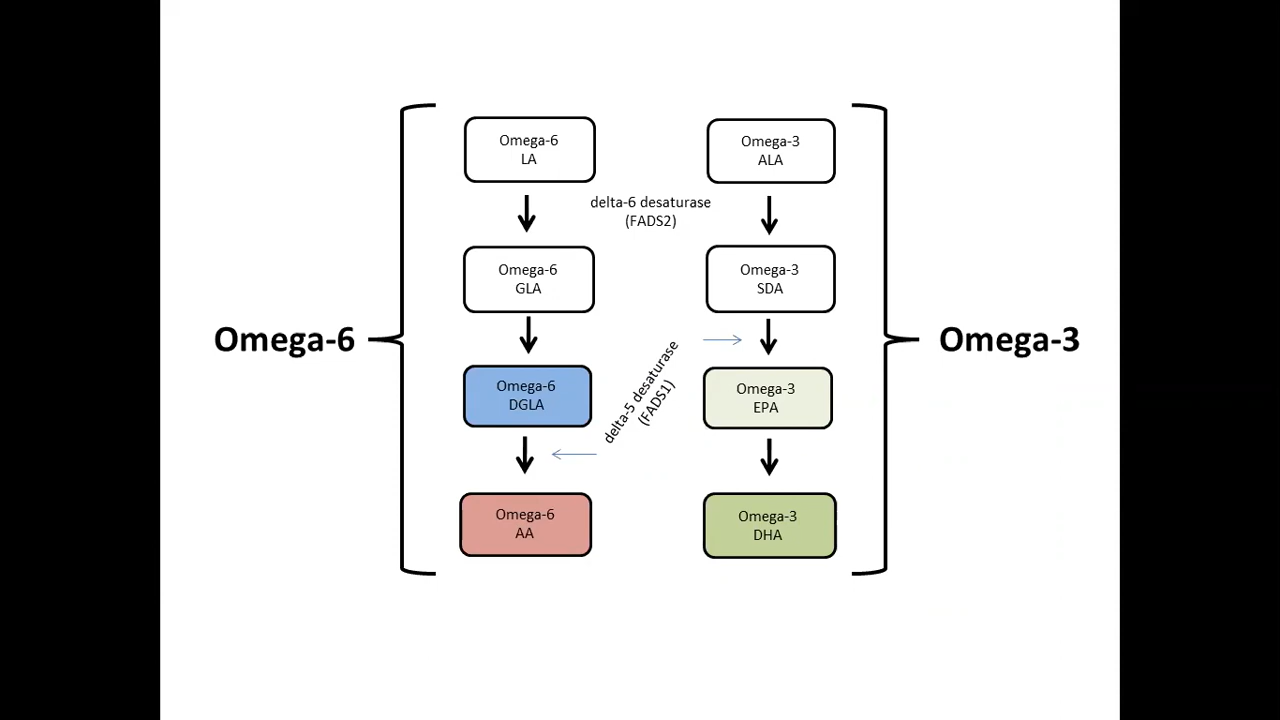 Omega-6
LA
Omega-3
ALA
delta-6 desaturase
(FADS2)
Omega-6
GLA
Omega-3
SDA
Omega-6
Omega-3
delta-5 desaturase
(FADS1)
Omega-6
DGLA
Omega-3
EPA
Omega-6
AA
Omega-3
DHA